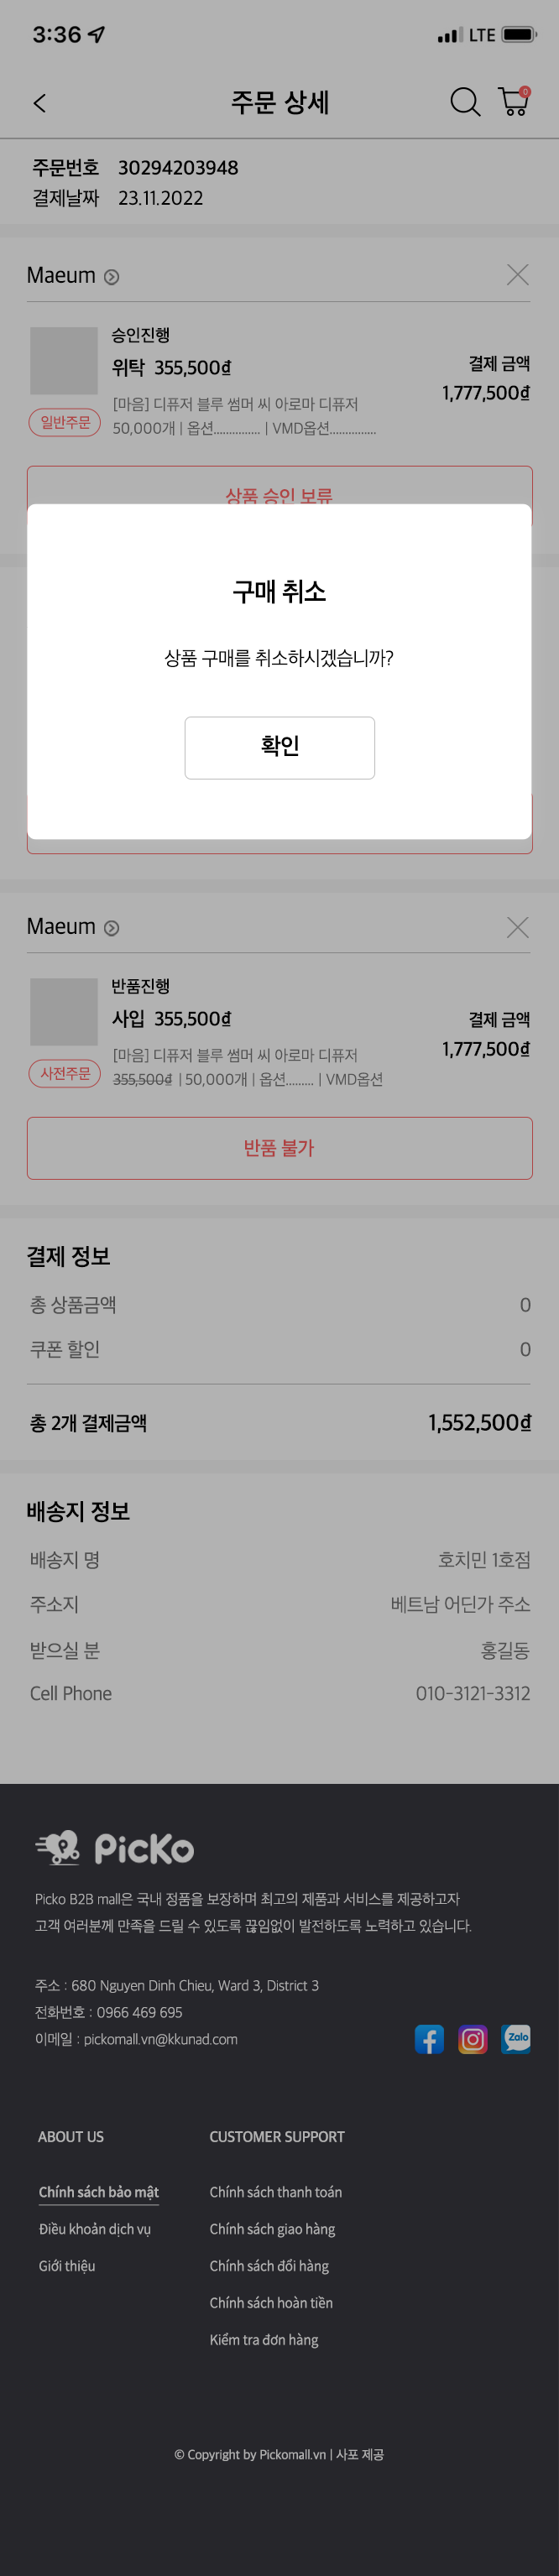 3:36
LTE
주문 상세
0
주문번호 30294203948
결제날짜 23.11.2022
Maeum
승인진행
위탁 355,500₫
결제 금액
1,777,500₫
일반주문
[마음] 디퓨저 블루 썸머 씨 아로마 디퓨저
50,000개 | 옵션............... | VMD옵션...............
상품 승인 보류
구매 취소
상품 구매를 취소하시겠습니까?
확인
Maeum
반품진행
사입 355,500₫
결제 금액
1,777,500₫
사전주문
[마음] 디퓨저 블루 썸머 씨 아로마 디퓨저
355,500₫ | 50,000개 | 옵션......... | VMD옵션
반품 불가
결제 정보
총 상품금액 0
쿠폰 할인 0
총 2개 결제금액 1,552,500₫
배송지 정보
배송지 명 호치민 1호점
주소지 베트남 어딘가 주소
받으실 분 홍길동
Cell Phone 010-3121-3312
PicKo
Picko B2B mall은 국내 정품을 보장하며 최고의 제품과 서비스를 제공하고자
고객 여러분께 만족을 드릴 수 있도록 끊임없이 발전하도록 노력하고 있습니다.
주소 : 680 Nguyen Dinh Chieu, Ward 3, District 3
전화번호 : 0966 469 695
이메일 : pickomall.vn@kkunad.com
Zalo
ABOUT US
Chính sách bảo mật
Điều khoản dịch vụ
Giới thiệu
CUSTOMER SUPPORT
Chính sách thanh toán
Chính sách giao hàng
Chính sách đổi hàng
Chính sách hoàn tiền
Kiểm tra đơn hàng
© Copyright by Pickomall.vn | 사포 제공